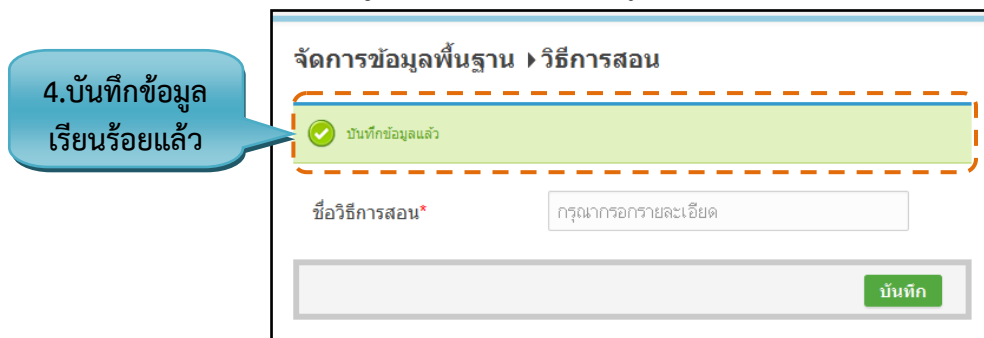 จัดการข้อมูลพื้นฐาน ▶ วิธีการสอน
4.บันทึกข้อมูล
เรียนร้อยแล้ว
บันทึกข้อมูลแล้ว
ชื่อวิธีการสอน* กรุณากรอกรายละเอียด
บันทึก